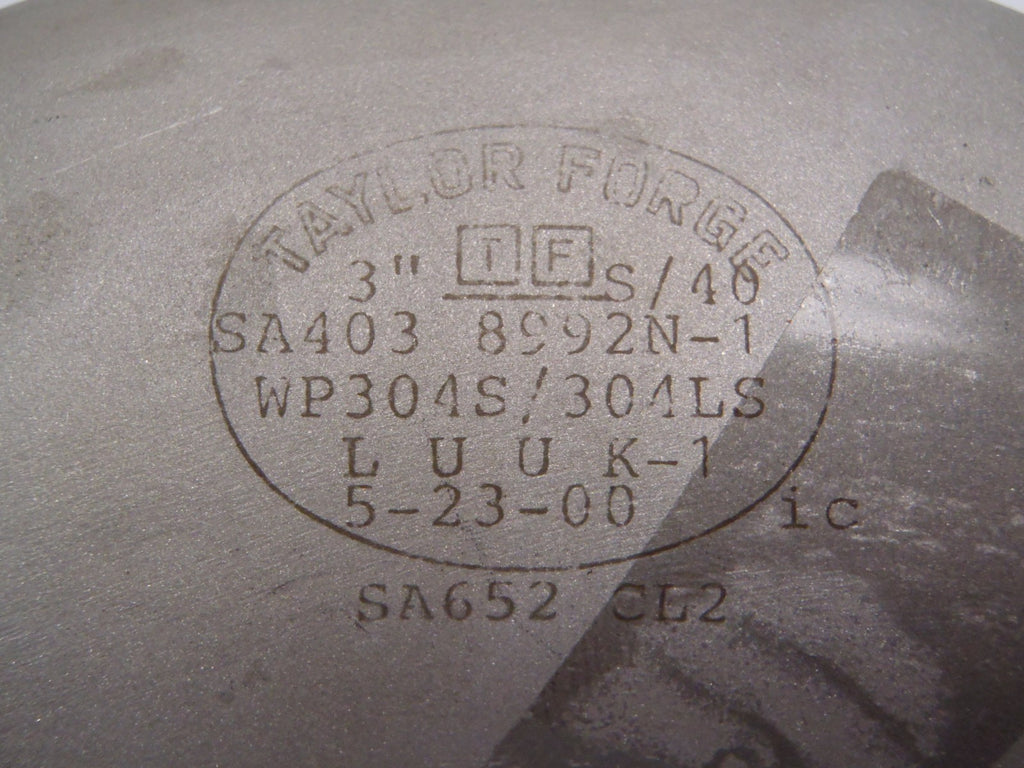 TAYLOR FORGE
TF
3" S/40
SA403 8992N-1
WP304S/304LS
L U U K-1
5-23-00 ic
SA652 CL2